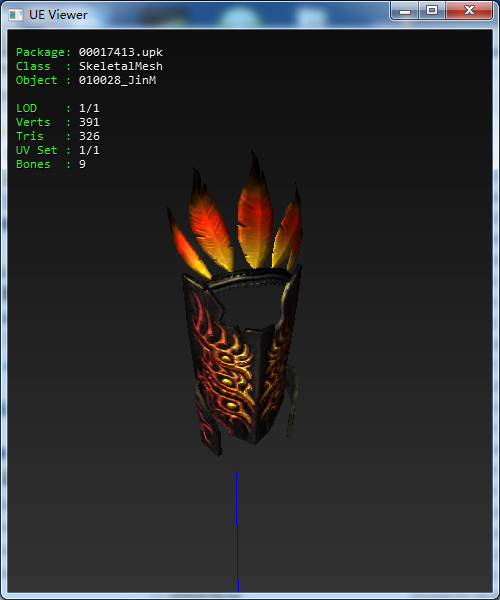 UE Viewer
Package: 00017413.upk
Class : SkeletalMesh
Object : 010028_JinM
LOD : 1/1
Verts : 391
Tris : 326
UV Set : 1/1
Bones : 9